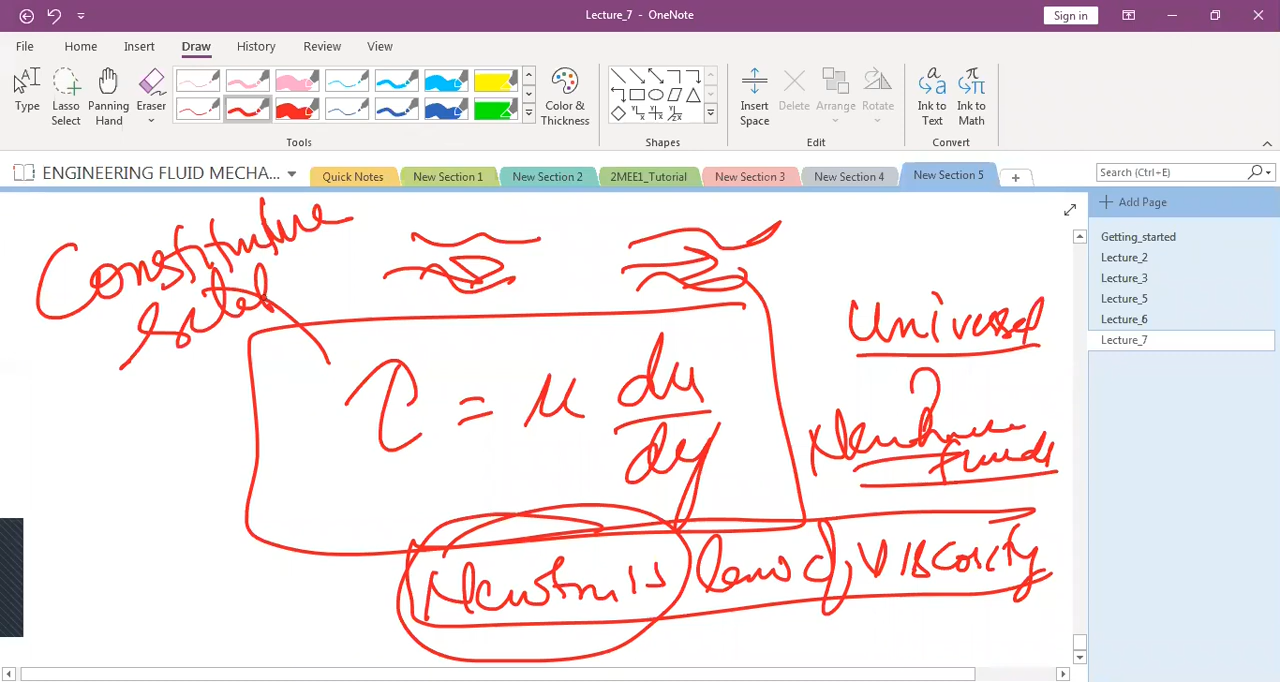 Lecture_7 - OneNote
Sign in
File Home Insert Draw History Review View
Type
Lasso Select
Panning Hand
Eraser
Color & Thickness
Insert Space
Delete
Arrange
Rotate
Ink to Text
Ink to Math
Tools
Shapes
Edit
Convert
ENGINEERING FLUID MECHA...
Quick Notes
New Section 1
New Section 2
2MEE1_Tutorial
New Section 3
New Section 4
New Section 5
Search (Ctrl+E)
Add Page
Getting_started
Lecture_2
Lecture_3
Lecture_5
Lecture_6
Lecture_7
Constitutive
Universal
?
τ = μ du/dy
Newtonian
Fluids
Newton's law of Viscosity